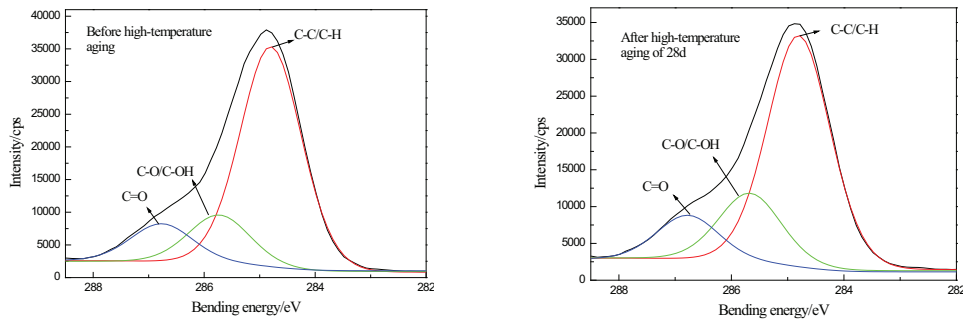 Before high-temperature
aging
C-C/C-H
C-O/C-OH
C=O
Intensity/cps
40000
35000
30000
25000
20000
15000
10000
5000
0
288
286
284
282
Bending energy/eV
After high-temperature
aging of 28d
C-C/C-H
C-O/C-OH
C=O
Intensity/cps
35000
30000
25000
20000
15000
10000
5000
0
288
286
284
282
Bending energy/eV